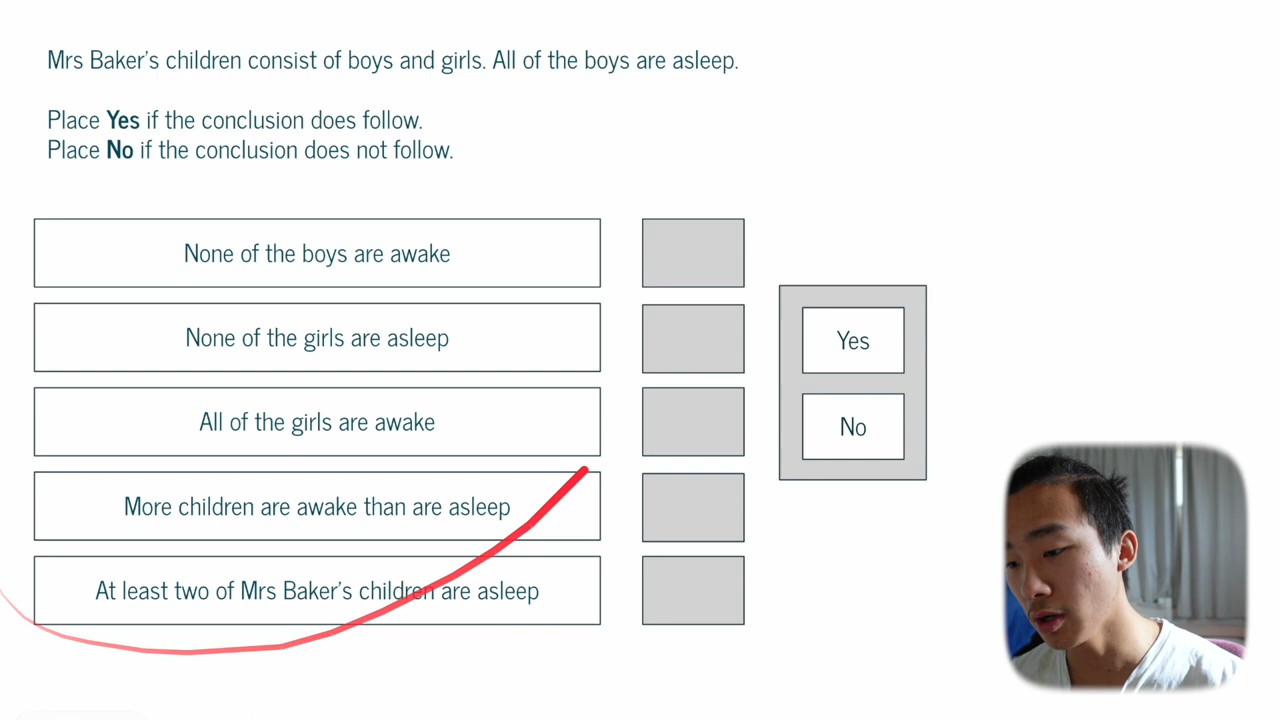 Mrs Baker's children consist of boys and girls. All of the boys are asleep.
Place Yes if the conclusion does follow.
Place No if the conclusion does not follow.
None of the boys are awake
None of the girls are asleep
All of the girls are awake
More children are awake than are asleep
At least two of Mrs Baker's children are asleep
Yes
No